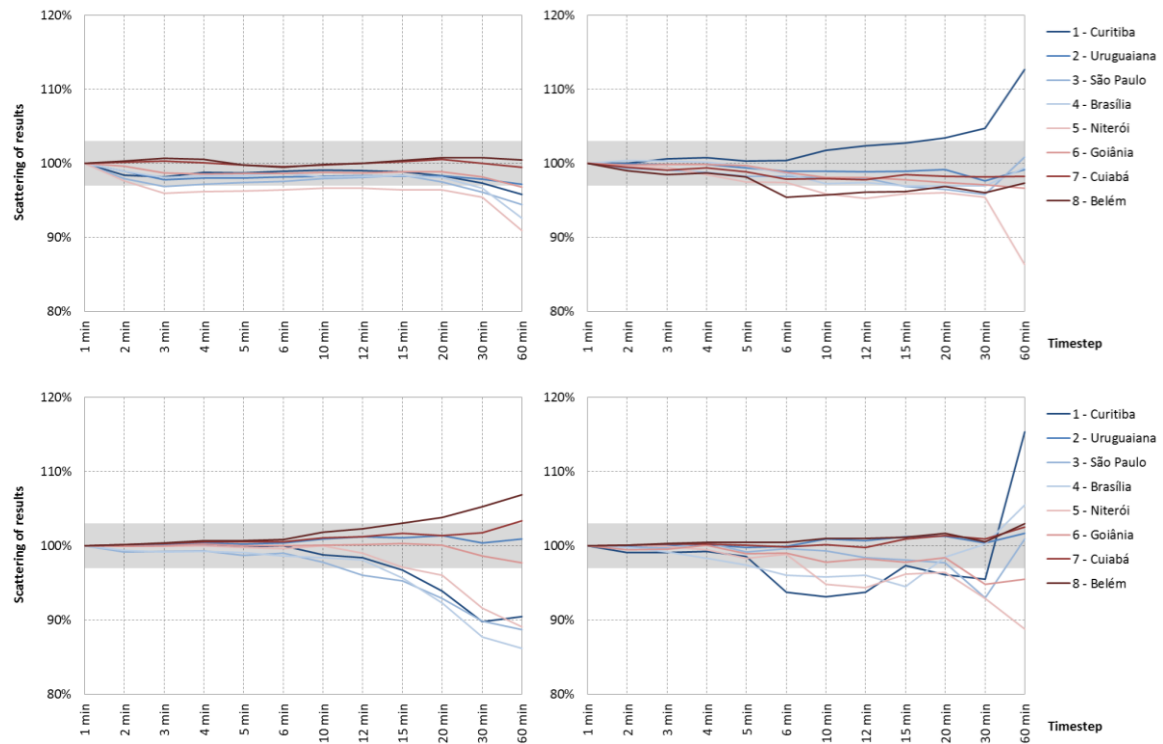 120%
110%
100%
90%
80%
Scattering of results
1 min
2 min
3 min
4 min
5 min
6 min
10 min
12 min
15 min
20 min
30 min
60 min
120%
110%
100%
90%
80%
1 min
2 min
3 min
4 min
5 min
6 min
10 min
12 min
15 min
20 min
30 min
60 min
1 - Curitiba
2 - Uruguaiana
3 - São Paulo
4 - Brasília
5 - Niterói
6 - Goiânia
7 - Cuiabá
8 - Belém
Timestep
120%
110%
100%
90%
80%
Scattering of results
1 min
2 min
3 min
4 min
5 min
6 min
10 min
12 min
15 min
20 min
30 min
60 min
120%
110%
100%
90%
80%
1 min
2 min
3 min
4 min
5 min
6 min
10 min
12 min
15 min
20 min
30 min
60 min
1 - Curitiba
2 - Uruguaiana
3 - São Paulo
4 - Brasília
5 - Niterói
6 - Goiânia
7 - Cuiabá
8 - Belém
Timestep